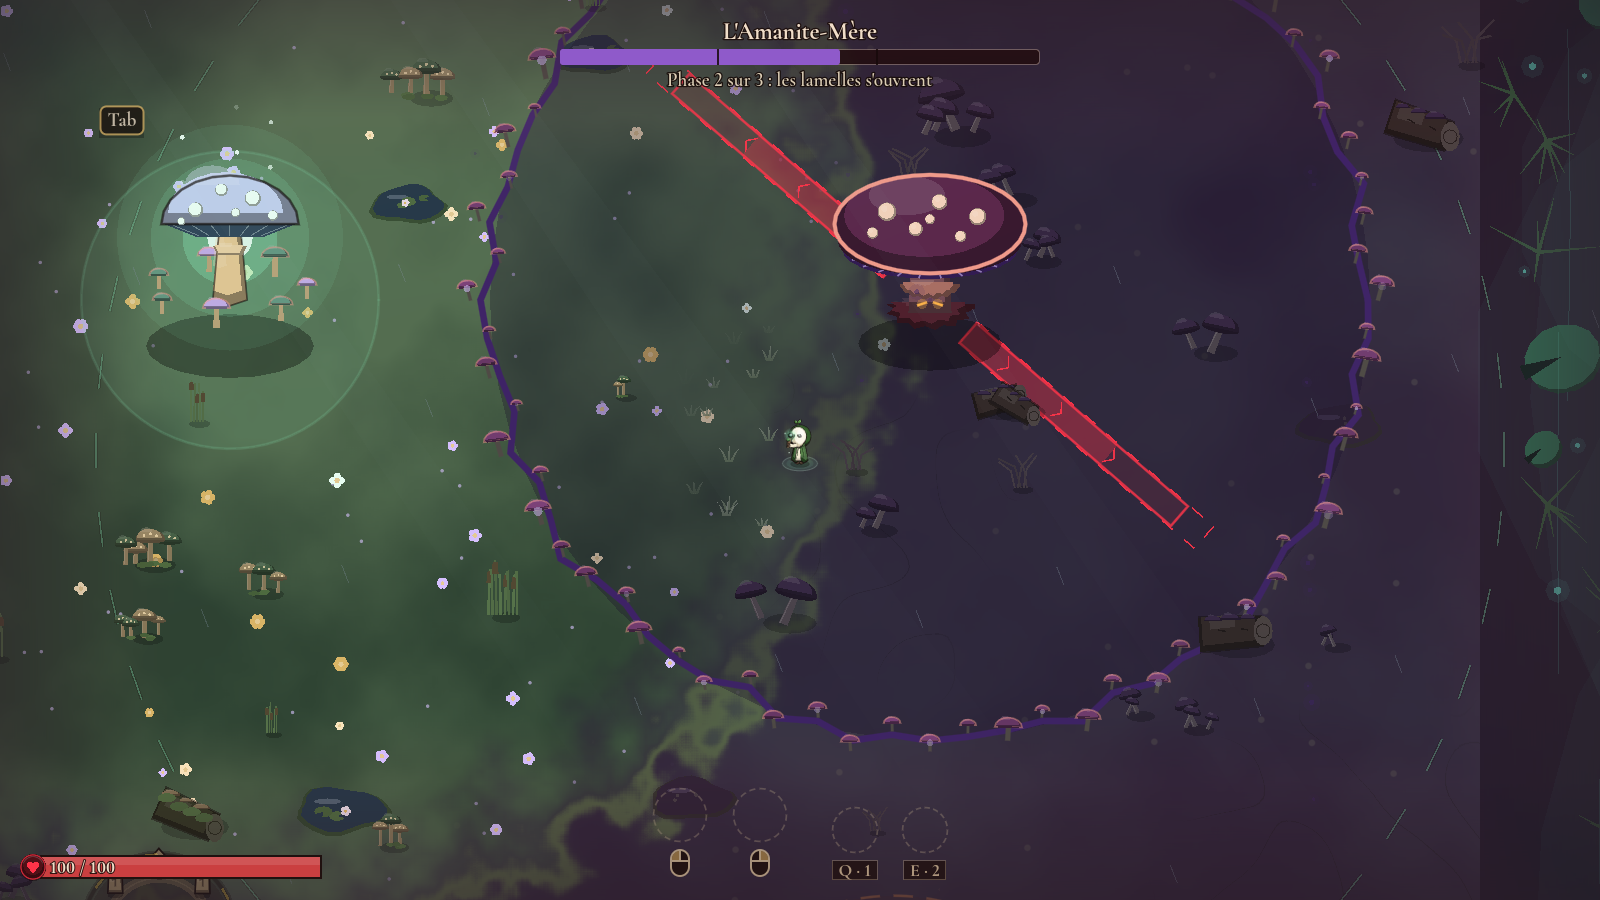 L'Amanite-Mère
Phase 2 sur 3 : les lamelles s'ouvrent
Tab
100 / 100
Q · 1
E · 2